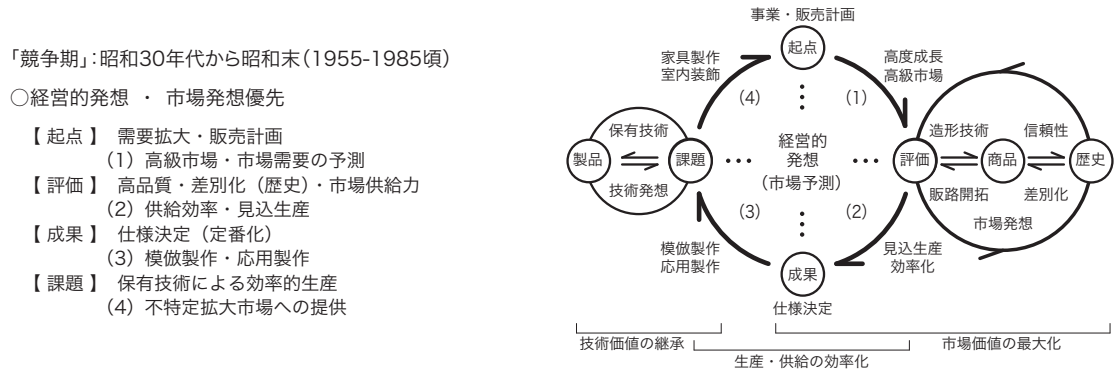 「競争期」：昭和30年代から昭和末（1955-1985頃）
○経営的発想 ・ 市場発想優先
【 起点 】 需要拡大・販売計画
（1）高級市場・市場需要の予測
【 評価 】 高品質・差別化（歴史）・市場供給力
（2）供給効率・見込生産
【 成果 】 仕様決定（定番化）
（3）模倣製作・応用製作
【 課題 】 保有技術による効率的生産
（4）不特定拡大市場への提供
事業・販売計画
起点
家具製作
室内装飾
高度成長
高級市場
（4）
（1）
保有技術
製品
課題
技術発想
経営的
発想
（市場予測）
造形技術
信頼性
評価
商品
歴史
販路開拓
差別化
市場発想
（3）
（2）
模倣製作
応用製作
見込生産
効率化
成果
仕様決定
技術価値の継承
市場価値の最大化
生産・供給の効率化